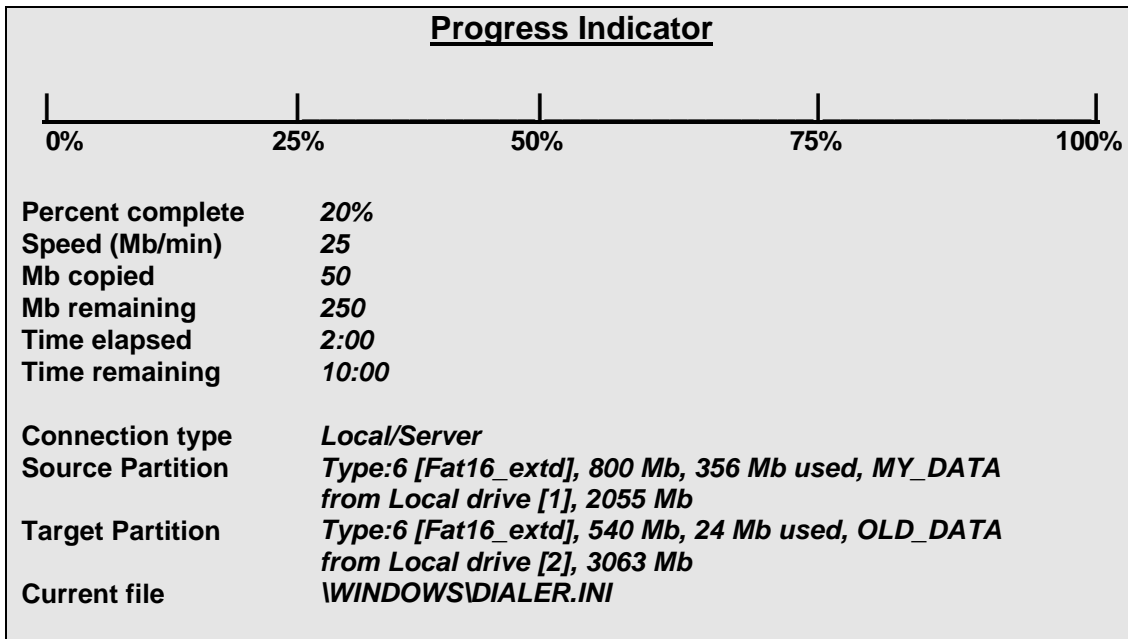 Progress Indicator
0% 25% 50% 75% 100%
Percent complete 20%
Speed (Mb/min) 25
Mb copied 50
Mb remaining 250
Time elapsed 2:00
Time remaining 10:00
Connection type Local/Server
Source Partition Type:6 [Fat16_extd], 800 Mb, 356 Mb used, MY_DATA
from Local drive [1], 2055 Mb
Target Partition Type:6 [Fat16_extd], 540 Mb, 24 Mb used, OLD_DATA
from Local drive [2], 3063 Mb
Current file \WINDOWS\DIALER.INI